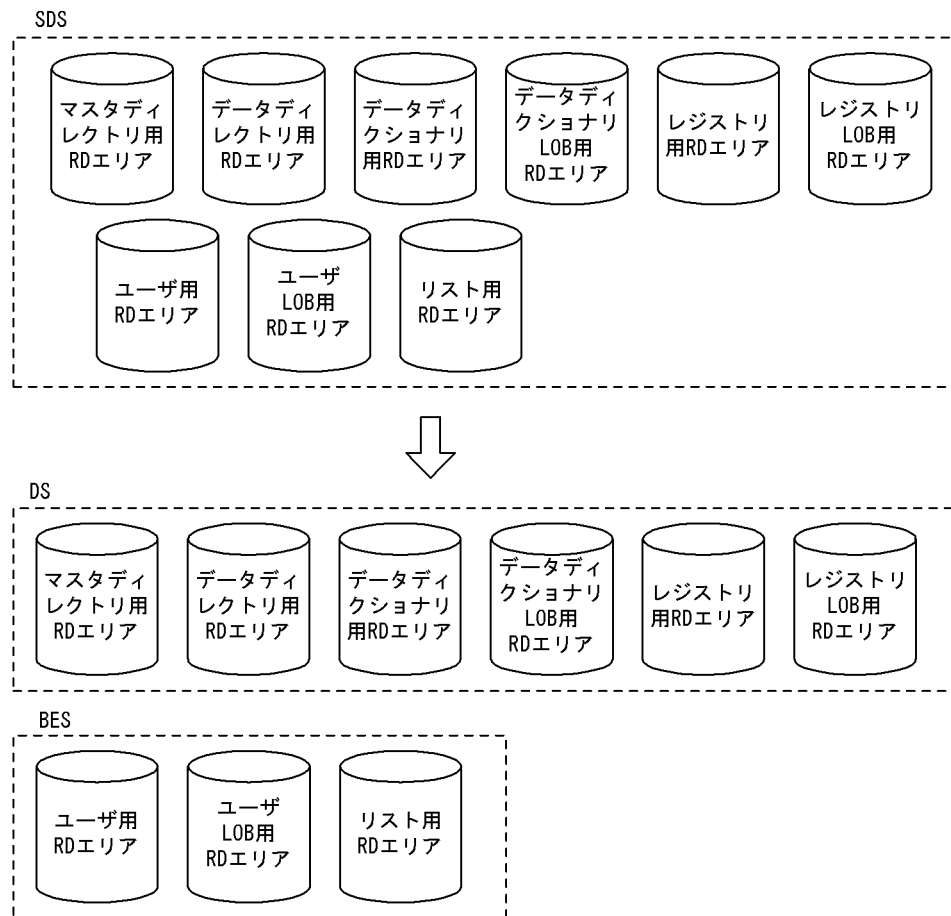 SDS
マスタディ
レクトリ用
RDエリア
データディ
レクトリ用
RDエリア
データディ
クショナリ
用RDエリア
データディ
クショナリ
LOB用
RDエリア
レジストリ
用RDエリア
レジストリ
LOB用
RDエリア
ユーザ用
RDエリア
ユーザ
LOB用
RDエリア
リスト用
RDエリア
DS
マスタディ
レクトリ用
RDエリア
データディ
レクトリ用
RDエリア
データディ
クショナリ
用RDエリア
データディ
クショナリ
LOB用
RDエリア
レジストリ
用RDエリア
レジストリ
LOB用
RDエリア
BES
ユーザ用
RDエリア
ユーザ
LOB用
RDエリア
リスト用
RDエリア